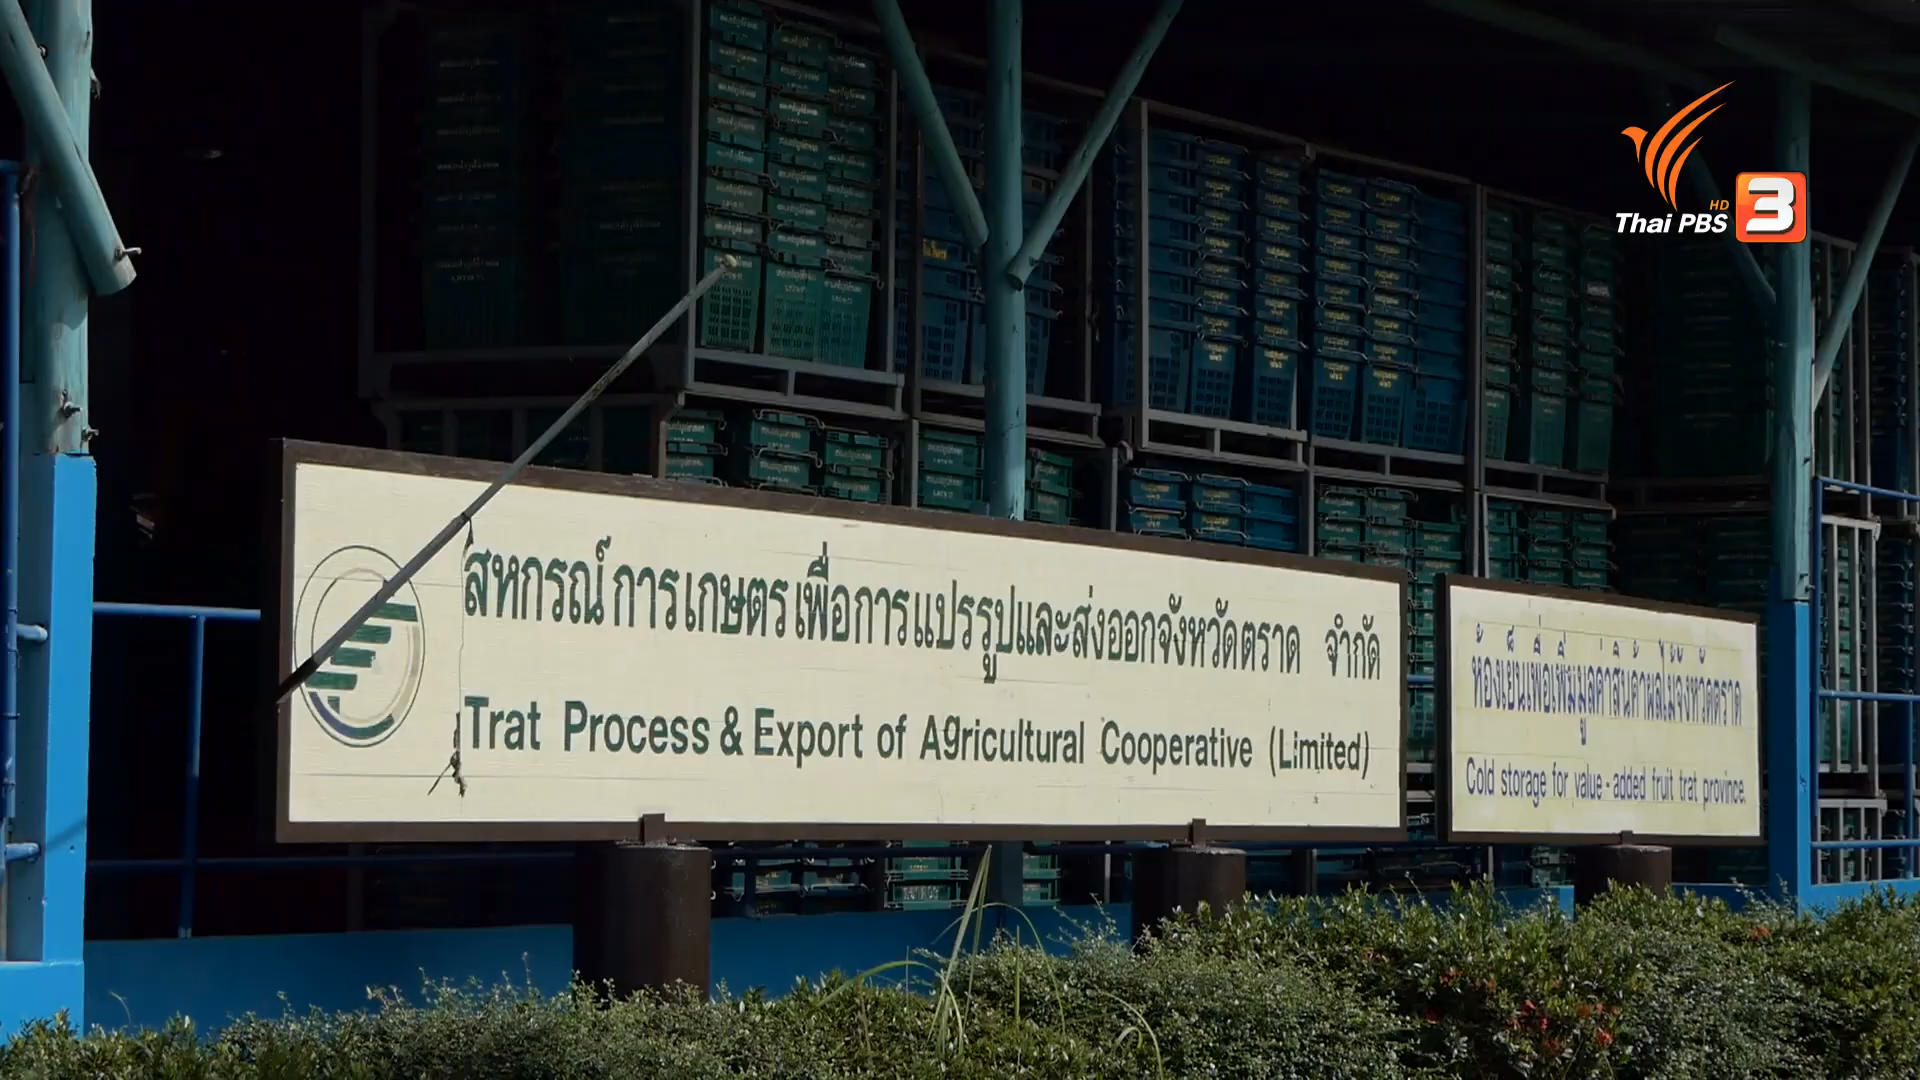 Thai PBS
HD
3
สหกรณ์การเกษตรเพื่อการแปรรูปและส่งออกจังหวัดตราด จำกัด
Trat Process & Export of Agricultural Cooperative (Limited)
ห้องเย็นเพื่อเพิ่มมูลค่าสินค้าผลไม้จังหวัดตราด
Cold storage for value - added fruit trat province.